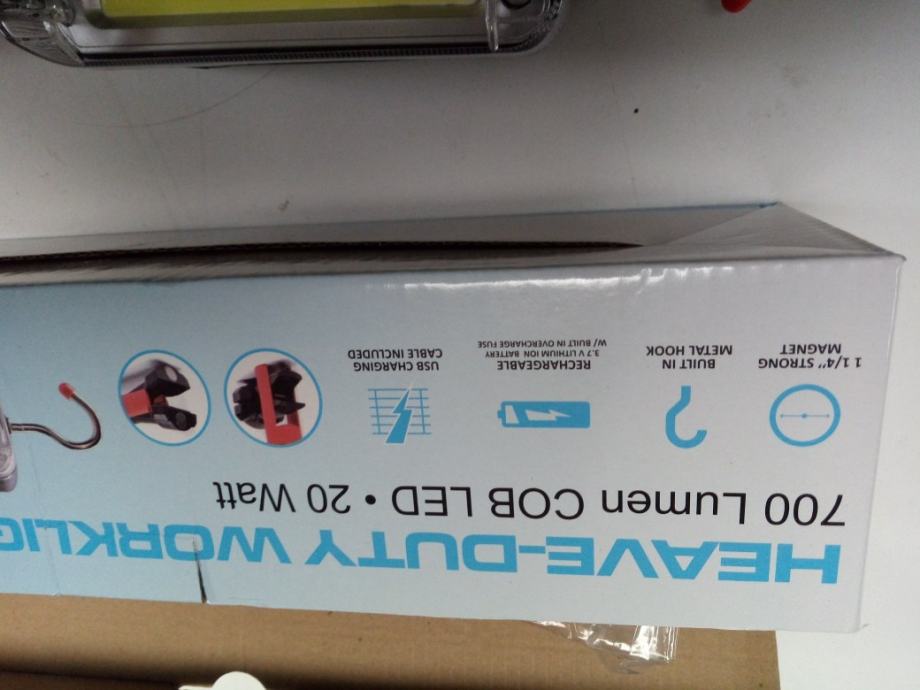 HEAVE-DUTY WORKLIG
700 Lumen COB LED • 20 Watt
1 1/4" STRONG
MAGNET
BUILT IN
METAL HOOK
RECHARGEABLE
3.7 V LITHIUM ION BATTERY
W/ BUILT IN OVERCHARGE FUSE
USB CHARGING
CABLE INCLUDED